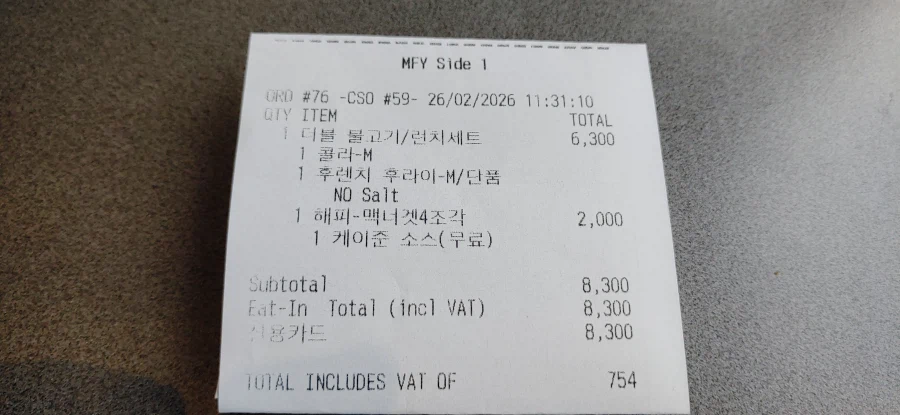 MFY Side 1
ORD #76 -CSO #59- 26/02/2026 11:31:10
QTY ITEM TOTAL
1 더블 불고기/런치세트 6,300
1 콜라-M
1 후렌치 후라이-M/단품
NO Salt
1 해피-맥너겟4조각 2,000
1 케이준 소스(무료)
Subtotal 8,300
Eat-In Total (incl VAT) 8,300
신용카드 8,300
TOTAL INCLUDES VAT OF 754